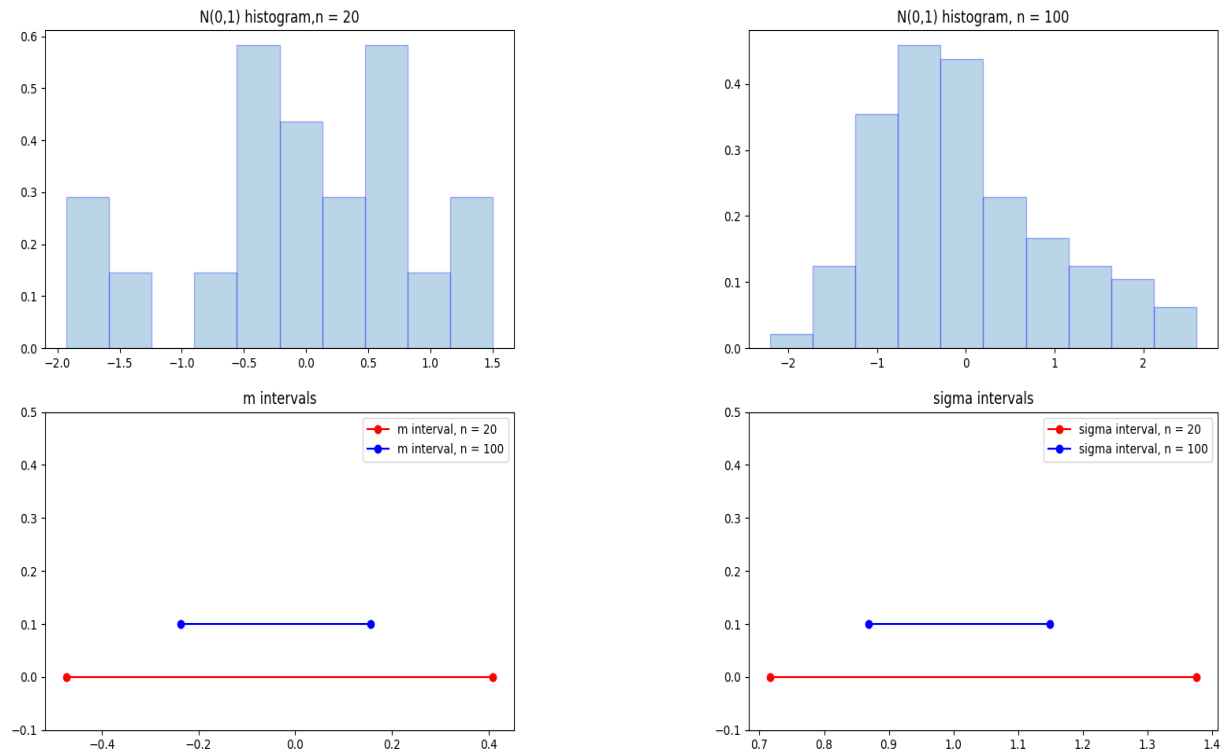 N(0,1) histogram,n = 20
0.6
0.5
0.4
0.3
0.2
0.1
0.0
−2.0 −1.5 −1.0 −0.5 0.0 0.5 1.0 1.5
N(0,1) histogram, n = 100
0.4
0.3
0.2
0.1
0.0
−2 −1 0 1 2
m intervals
0.5
0.4
0.3
0.2
0.1
0.0
−0.1
m interval, n = 20
m interval, n = 100
−0.4 −0.2 0.0 0.2 0.4
sigma intervals
0.5
0.4
0.3
0.2
0.1
0.0
−0.1
sigma interval, n = 20
sigma interval, n = 100
0.7 0.8 0.9 1.0 1.1 1.2 1.3 1.4